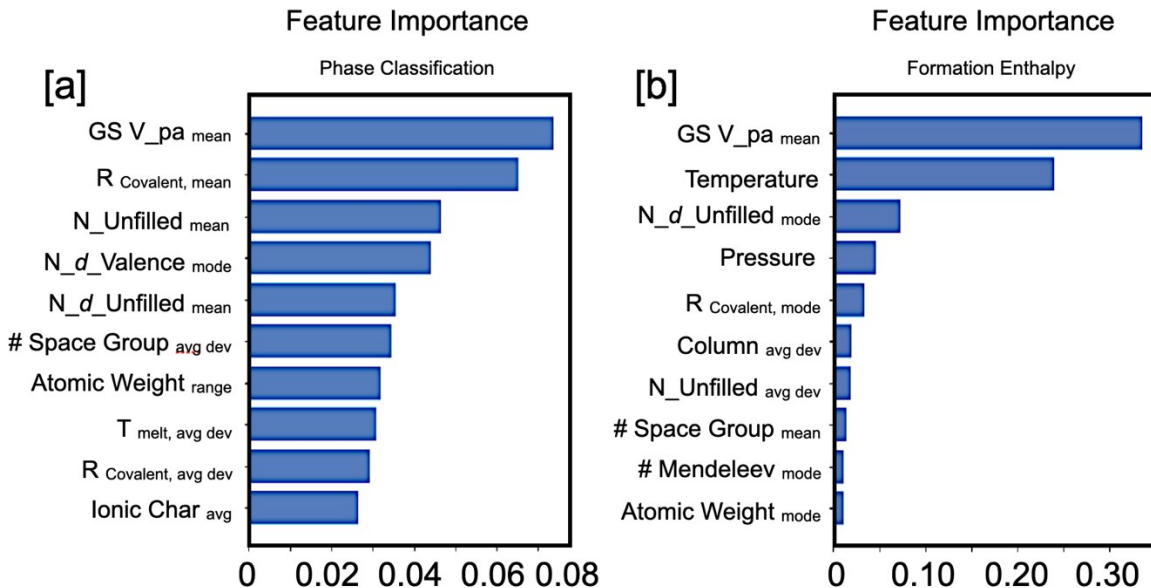 Feature Importance
Phase Classification
[a]
GS V_pa mean
R Covalent, mean
N_Unfilled mean
N_d_Valence mode
N_d_Unfilled mean
# Space Group avg dev
Atomic Weight range
T melt, avg dev
R Covalent, avg dev
Ionic Char avg
0 0.02 0.04 0.06 0.08
Feature Importance
Formation Enthalpy
[b]
GS V_pa mean
Temperature
N_d_Unfilled mode
Pressure
R Covalent, mode
Column avg dev
N_Unfilled avg dev
# Space Group mean
# Mendeleev mode
Atomic Weight mode
0 0.10 0.20 0.30